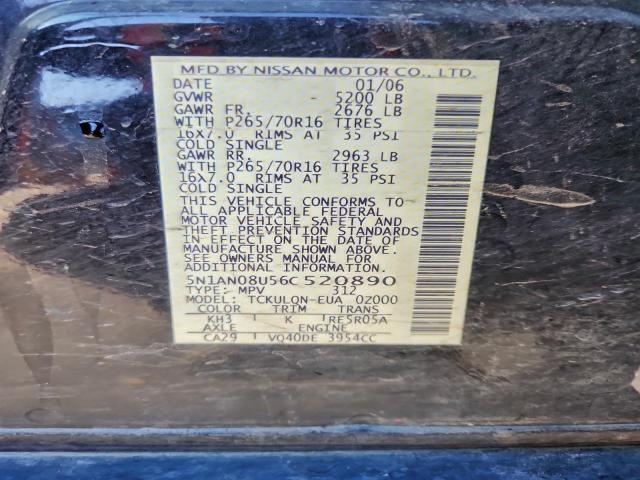 MFD BY NISSAN MOTOR CO., LTD.
DATE 01/06
GVWR 5200 LB
GAWR FR. 2676 LB
WITH P265/70R16 TIRES
16X7.0 RIMS AT 35 PSI
COLD SINGLE
GAWR RR. 2963 LB
WITH P265/70R16 TIRES
16X7.0 RIMS AT 35 PSI
COLD SINGLE
THIS VEHICLE CONFORMS TO
ALL APPLICABLE FEDERAL
MOTOR VEHICLE SAFETY AND
THEFT PREVENTION STANDARDS
IN EFFECT ON THE DATE OF
MANUFACTURE SHOWN ABOVE.
SEE OWNERS MANUAL FOR
ADDITIONAL INFORMATION.
5N1AN08U56C520890
TYPE: MPV 312
MODEL: TCKULQN-EUA 0Z000
COLOR TRIM TRANS
KH3 K RE5R05A
AXLE ENGINE
CA29 VQ40DE 3954CC